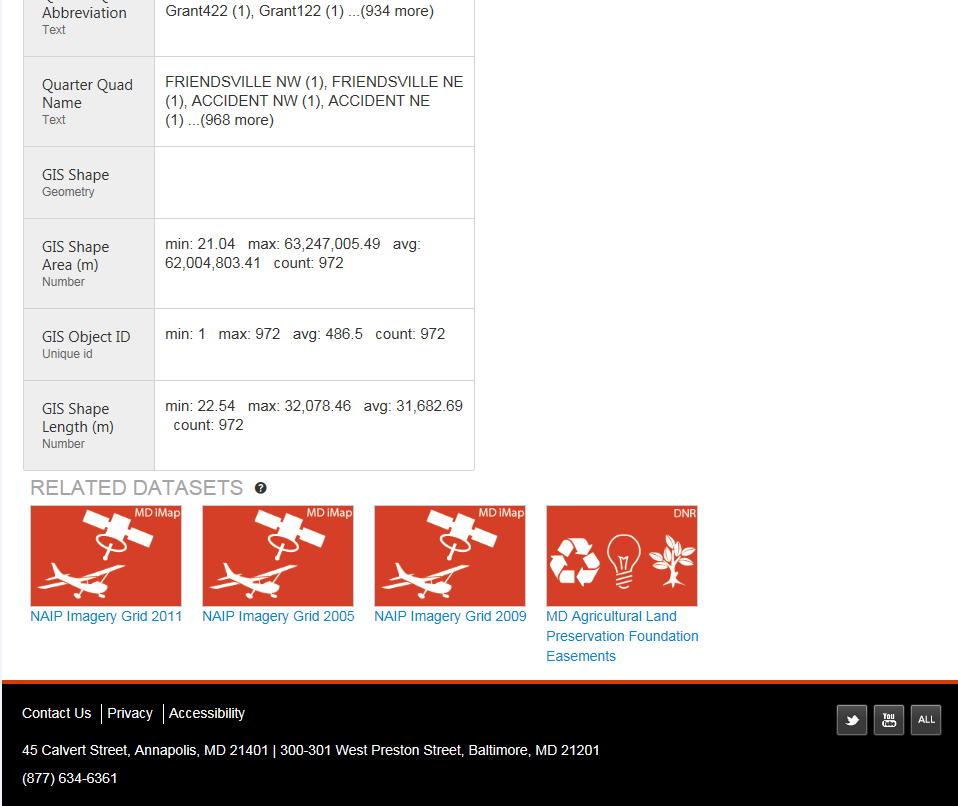 Abbreviation
Text
Grant422 (1), Grant122 (1) ...(934 more)
Quarter Quad
Name
Text
FRIENDSVILLE NW (1), FRIENDSVILLE NE
(1), ACCIDENT NW (1), ACCIDENT NE
(1) ...(968 more)
GIS Shape
Geometry
GIS Shape
Area (m)
Number
min: 21.04 max: 63,247,005.49 avg:
62,004,803.41 count: 972
GIS Object ID
Unique id
min: 1 max: 972 avg: 486.5 count: 972
GIS Shape
Length (m)
Number
min: 22.54 max: 32,078.46 avg: 31,682.69
count: 972
RELATED DATASETS ?
MD iMap
NAIP Imagery Grid 2011
MD iMap
NAIP Imagery Grid 2005
MD iMap
NAIP Imagery Grid 2009
DNR
MD Agricultural Land
Preservation Foundation
Easements
Contact Us | Privacy | Accessibility
You
Tube
ALL
45 Calvert Street, Annapolis, MD 21401 | 300-301 West Preston Street, Baltimore, MD 21201
(877) 634-6361